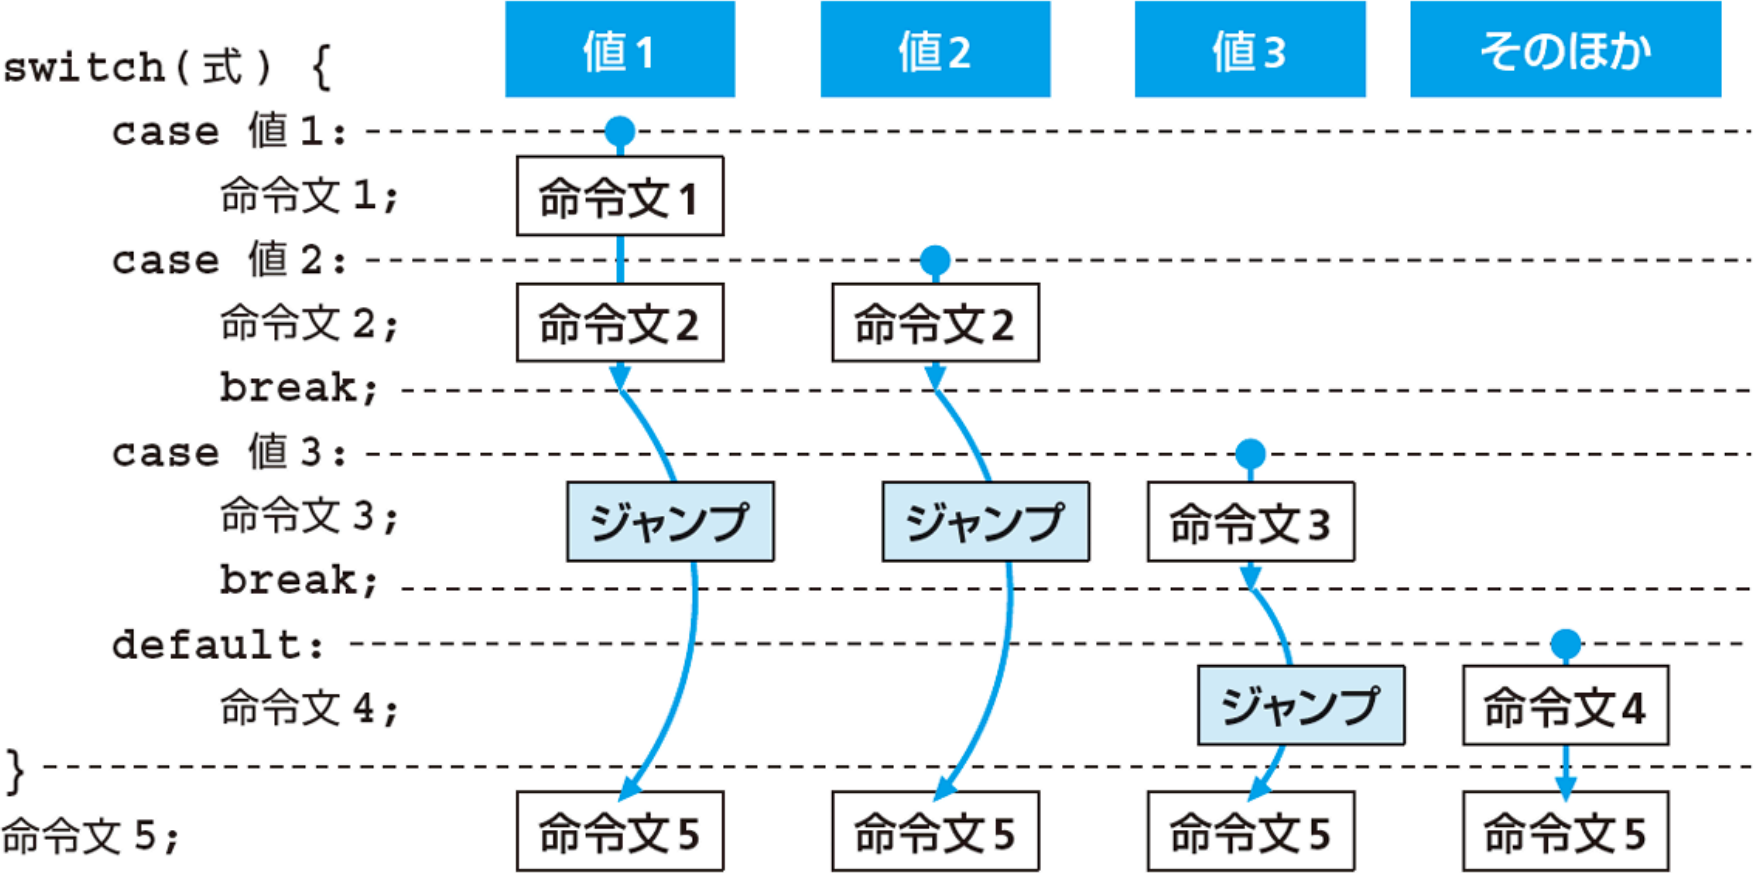 値1 値2 値3 そのほか
switch(式) {
case 値1:
命令文1; 命令文1
case 値2:
命令文2; 命令文2 命令文2
break;
case 値3:
命令文3; ジャンプ ジャンプ 命令文3
break;
default:
命令文4; ジャンプ 命令文4
}
命令文5; 命令文5 命令文5 命令文5 命令文5